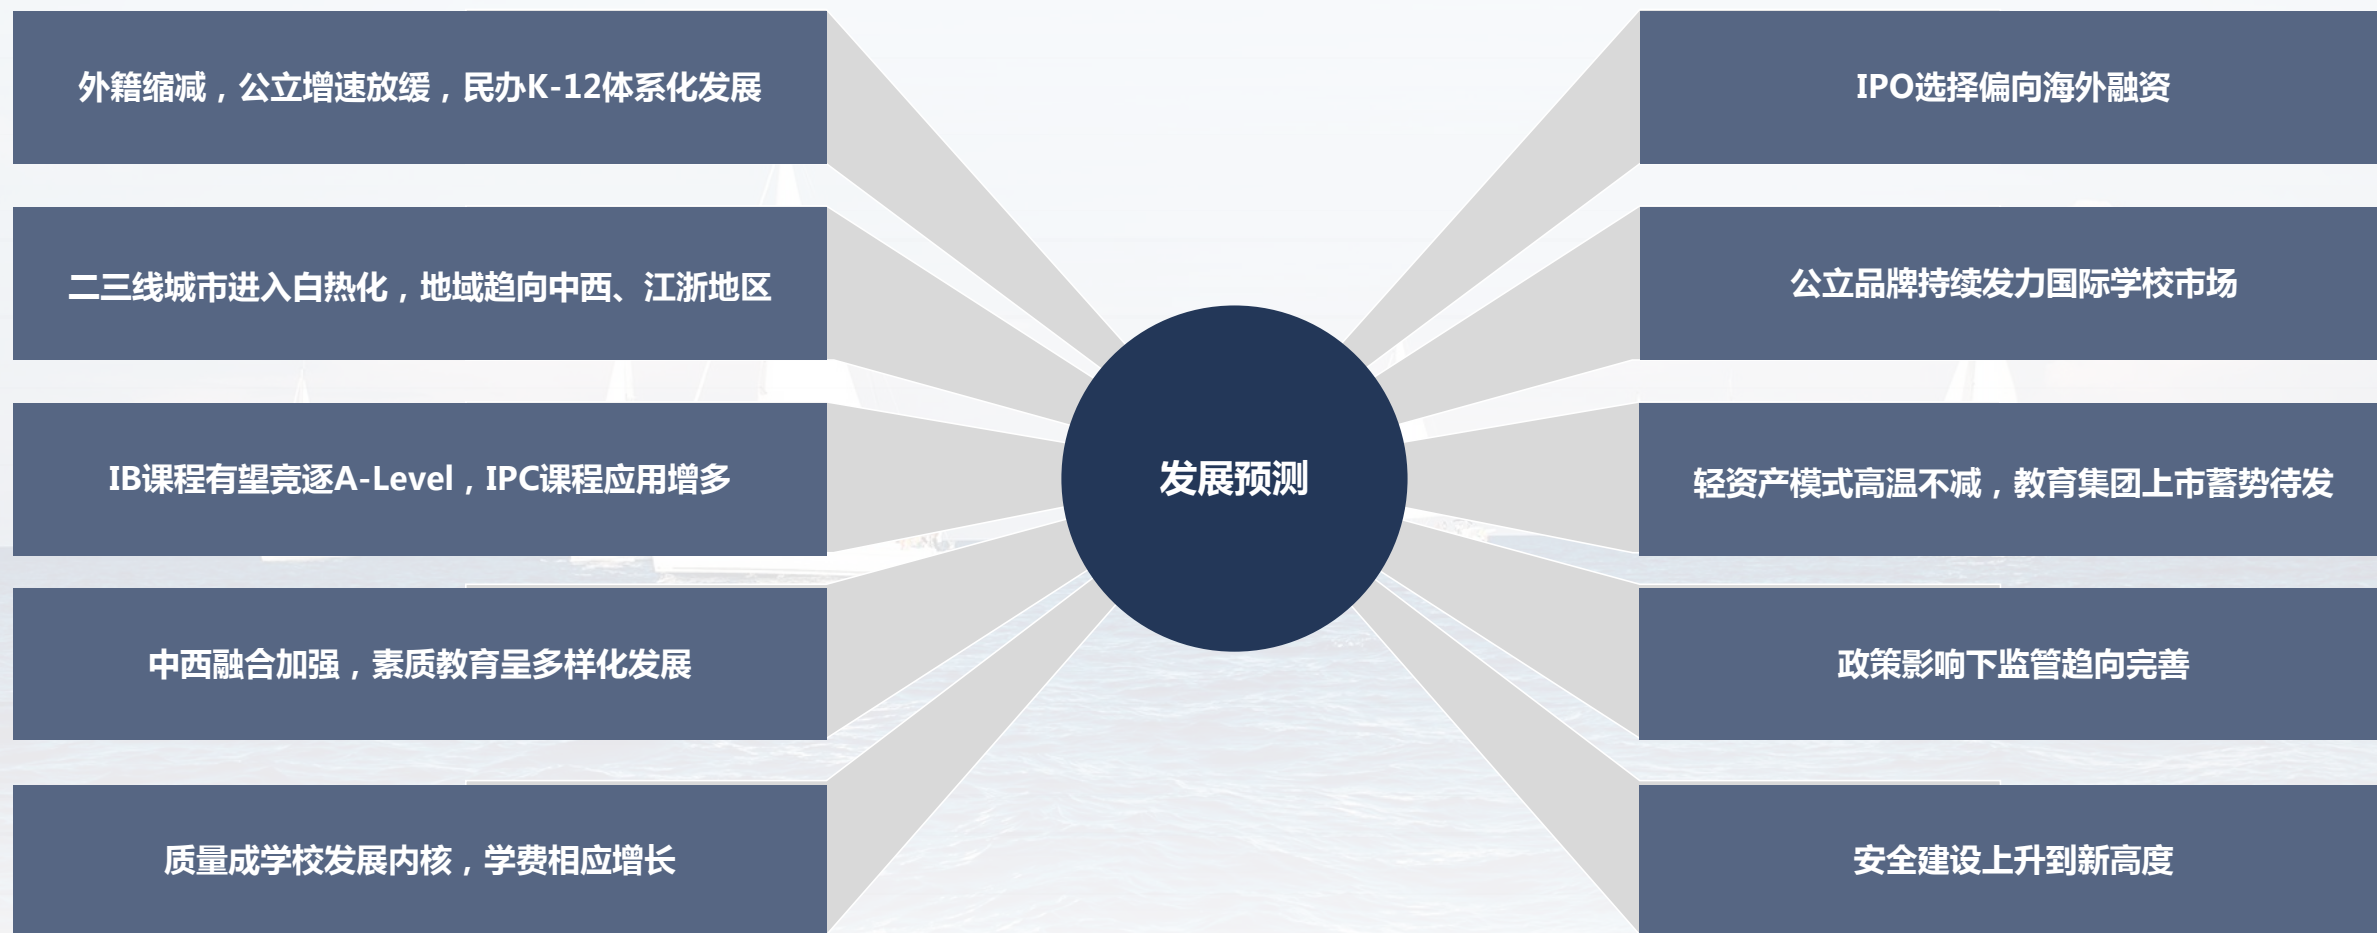 外籍缩减，公立增速放缓，民办K-12体系化发展
二三线城市进入白热化，地域趋向中西、江浙地区
IB课程有望竞逐A-Level，IPC课程应用增多
中西融合加强，素质教育呈多样化发展
质量成学校发展内核，学费相应增长
发展预测
IPO选择偏向海外融资
公立品牌持续发力国际学校市场
轻资产模式高温不减，教育集团上市蓄势待发
政策影响下监管趋向完善
安全建设上升到新高度